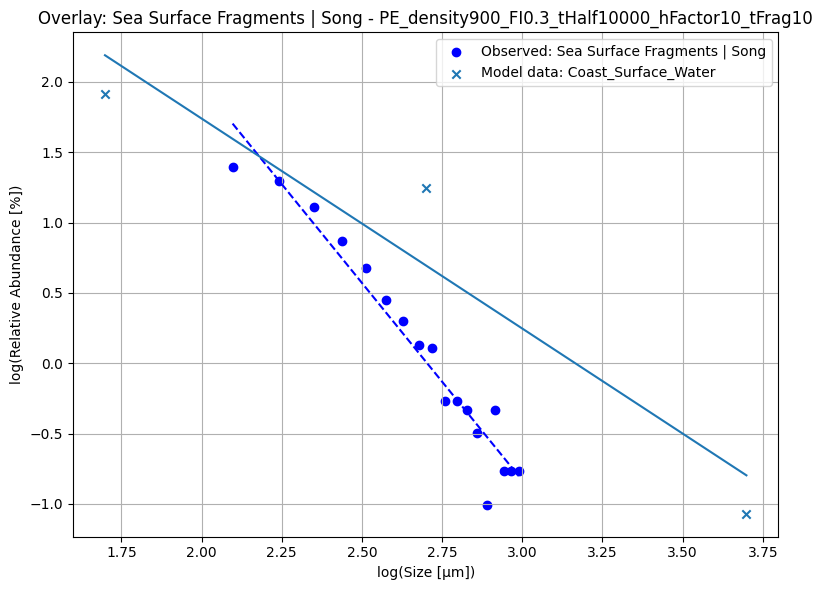 Overlay: Sea Surface Fragments | Song - PE_density900_FI0.3_tHalf10000_hFactor10_tFrag10
Observed: Sea Surface Fragments | Song
Model data: Coast_Surface_Water
log(Relative Abundance [%])
2.0
1.5
1.0
0.5
0.0
−0.5
−1.0
1.75 2.00 2.25 2.50 2.75 3.00 3.25 3.50 3.75
log(Size [μm])